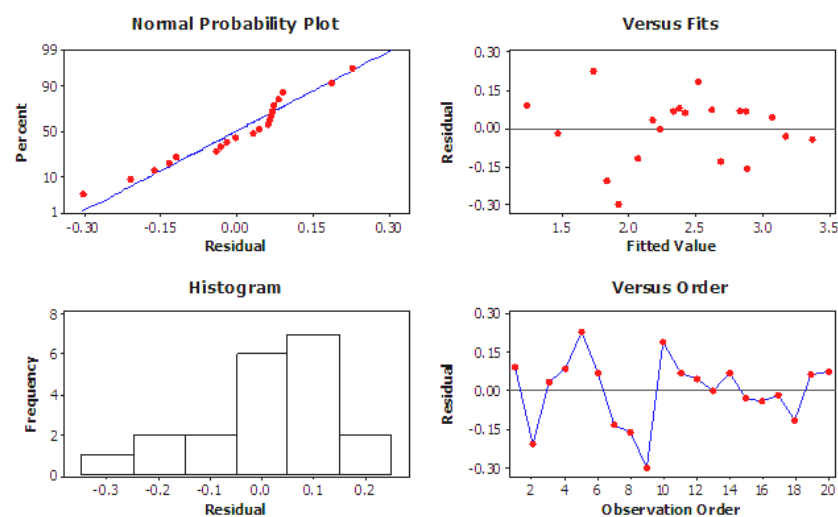 Normal Probability Plot
99
90
50
10
1
Percent
-0.30 -0.15 0.00 0.15 0.30
Residual
Versus Fits
0.30
0.15
0.00
-0.15
-0.30
Residual
1.5 2.0 2.5 3.0 3.5
Fitted Value
Histogram
8
6
4
2
0
Frequency
-0.3 -0.2 -0.1 0.0 0.1 0.2
Residual
Versus Order
0.30
0.15
0.00
-0.15
-0.30
Residual
2 4 6 8 10 12 14 16 18 20
Observation Order